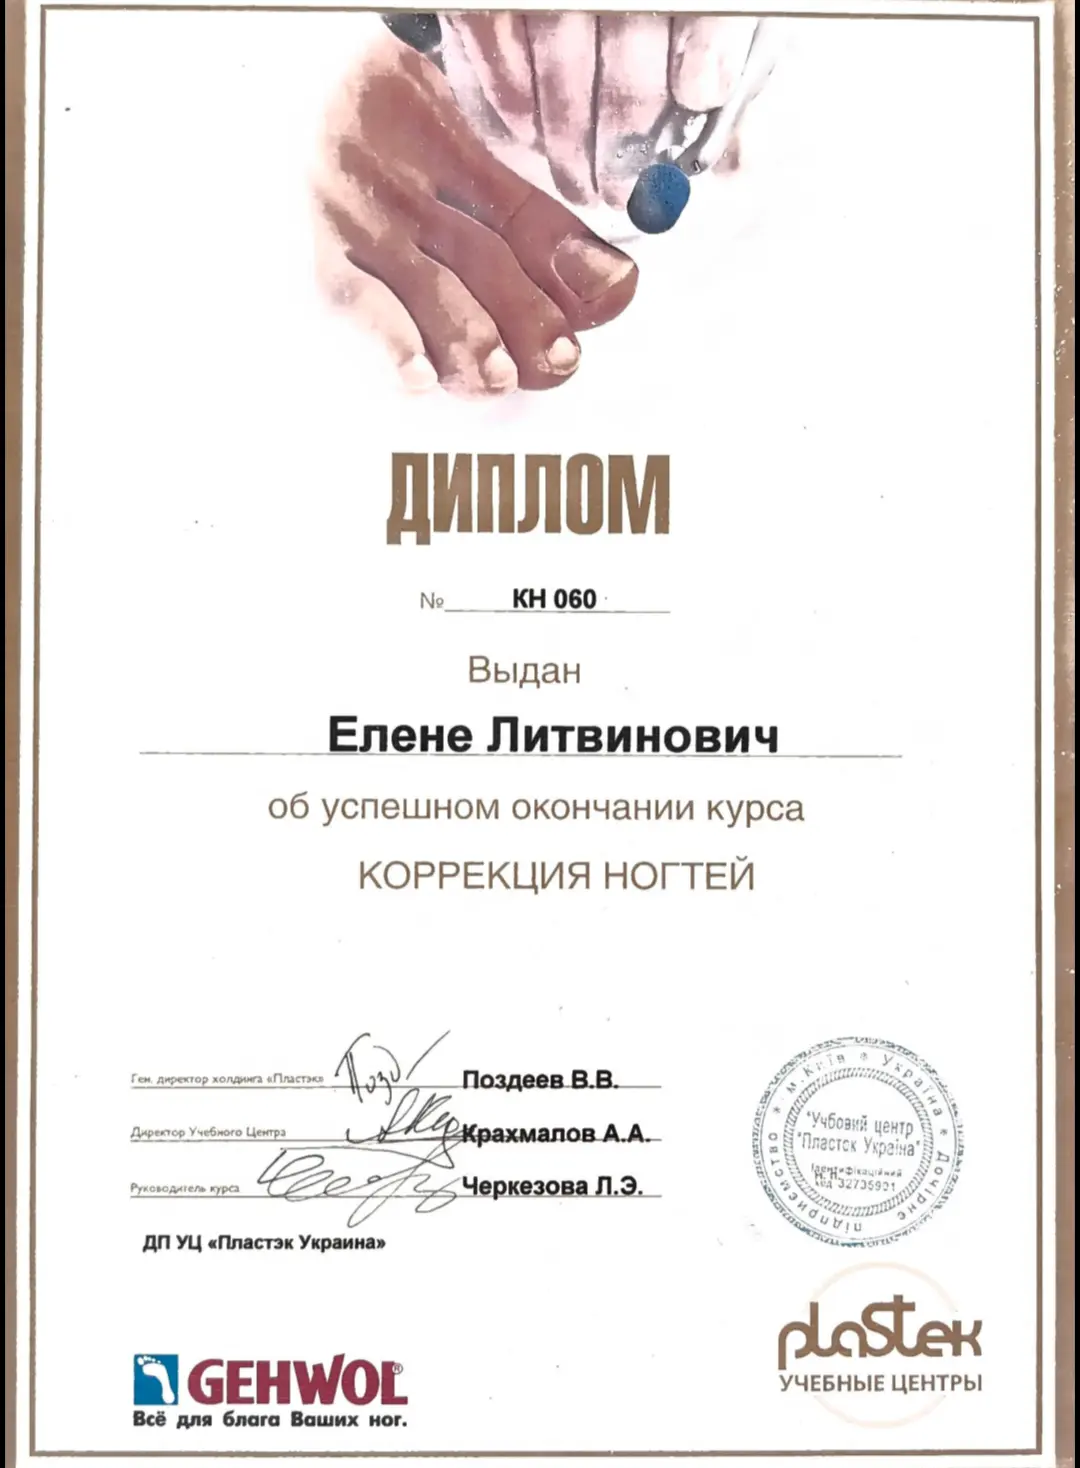 ДИПЛОМ
№ КН 060
Выдан
Елене Литвинович
об успешном окончании курса
КОРРЕКЦИЯ НОГТЕЙ
Ген. директор холдинга «Пластэк» Поздеев В.В.
Директор Учебного Центра Крахмалов А.А.
Руководитель курса Черкезова Л.Э.
ДП УЦ «Пластэк Украина»
м. Київ * Україна * Дочірнє підприємство *
"Учбовий центр
"Пластек Україна"
Ідентифікаційний
код 32735931
plastek
УЧЕБНЫЕ ЦЕНТРЫ
GEHWOL®
Всё для блага Ваших ног.